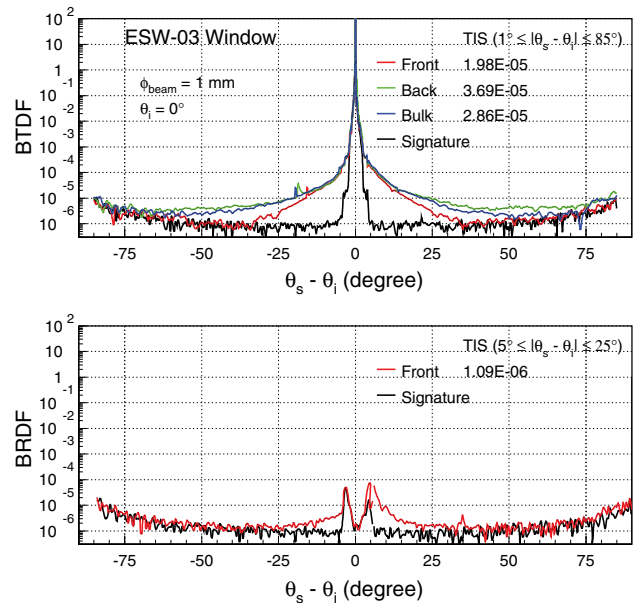 10²
10
1
10⁻¹
10⁻²
10⁻³
10⁻⁴
10⁻⁵
10⁻⁶
BTDF
ESW-03 Window
ϕbeam = 1 mm
θi = 0°
TIS (1° ≤ |θs - θi| ≤ 85°)
Front 1.98E-05
Back 3.69E-05
Bulk 2.86E-05
Signature
-75 -50 -25 0 25 50 75
θs - θi (degree)
10²
10
1
10⁻¹
10⁻²
10⁻³
10⁻⁴
10⁻⁵
10⁻⁶
BRDF
TIS (5° ≤ |θs - θi| ≤ 25°)
Front 1.09E-06
Signature
-75 -50 -25 0 25 50 75
θs - θi (degree)